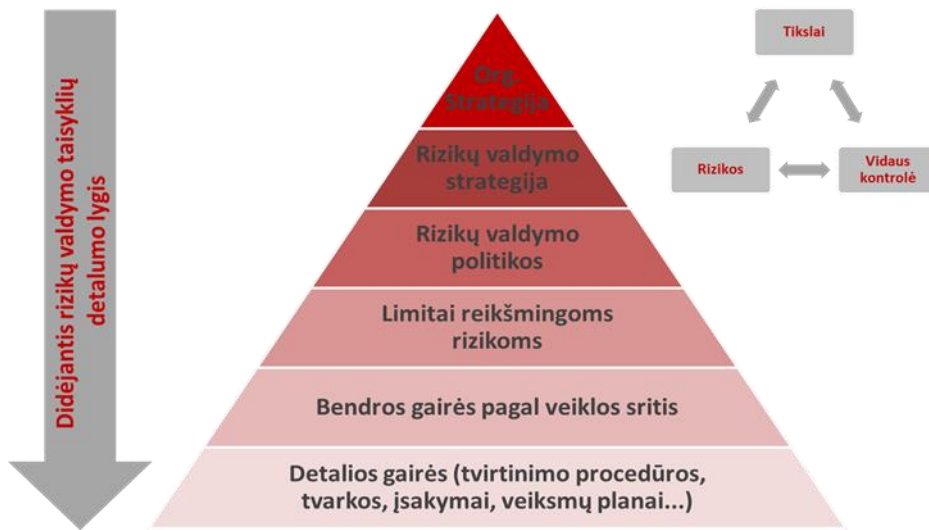 Didėjantis rizikų valdymo taisyklių
detalumo lygis
Org.
Strategija
Rizikų valdymo
strategija
Rizikų valdymo
politikos
Limitai reikšmingoms
rizikoms
Bendros gairės pagal veiklos sritis
Detalios gairės (tvirtinimo procedūros,
tvarkos, įsakymai, veiksmų planai...)
Tikslai
Rizikos
Vidaus
kontrolė